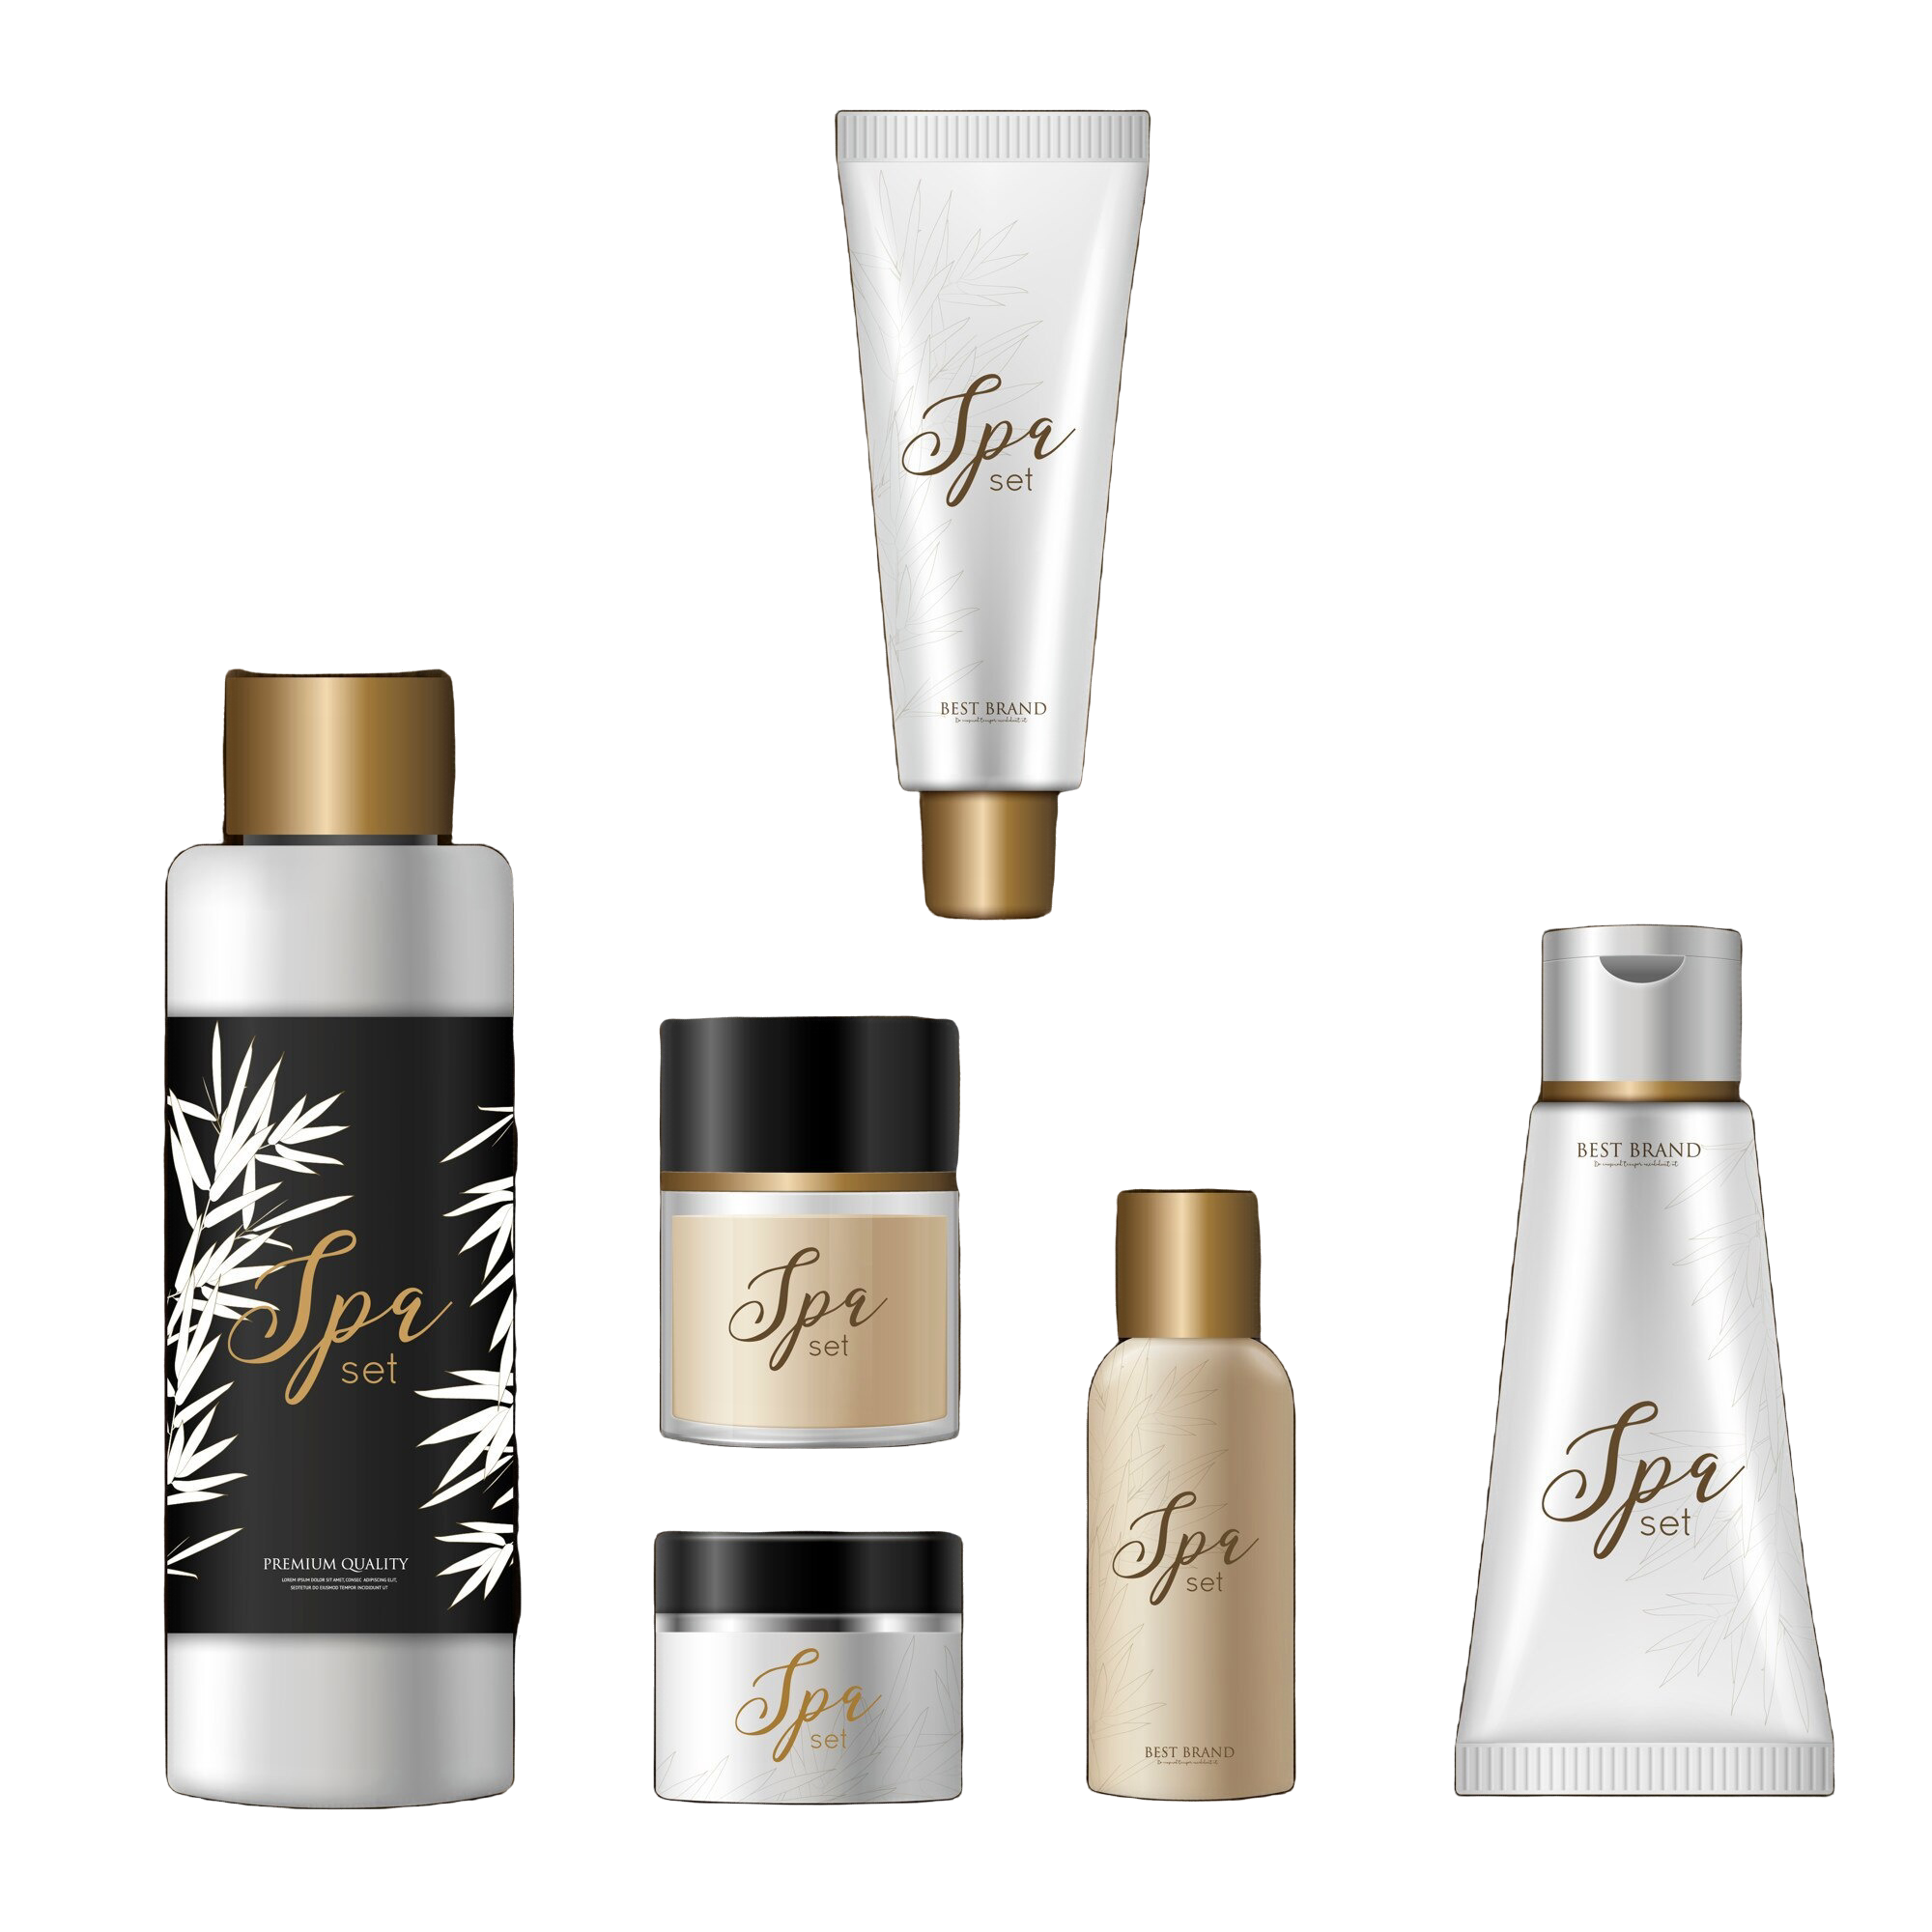 Spa
set
BEST BRAND
Spa
set
PREMIUM QUALITY
LOREM IPSUM DOLOR SIT AMET, CONSEC ADIPISCING ELIT,
SEDTETUR DO EIUSMOD TEMPOR INCIDIDUNT UT
Spa
set
Spa
set
Spa
set
BEST BRAND
BEST BRAND
Spa
set